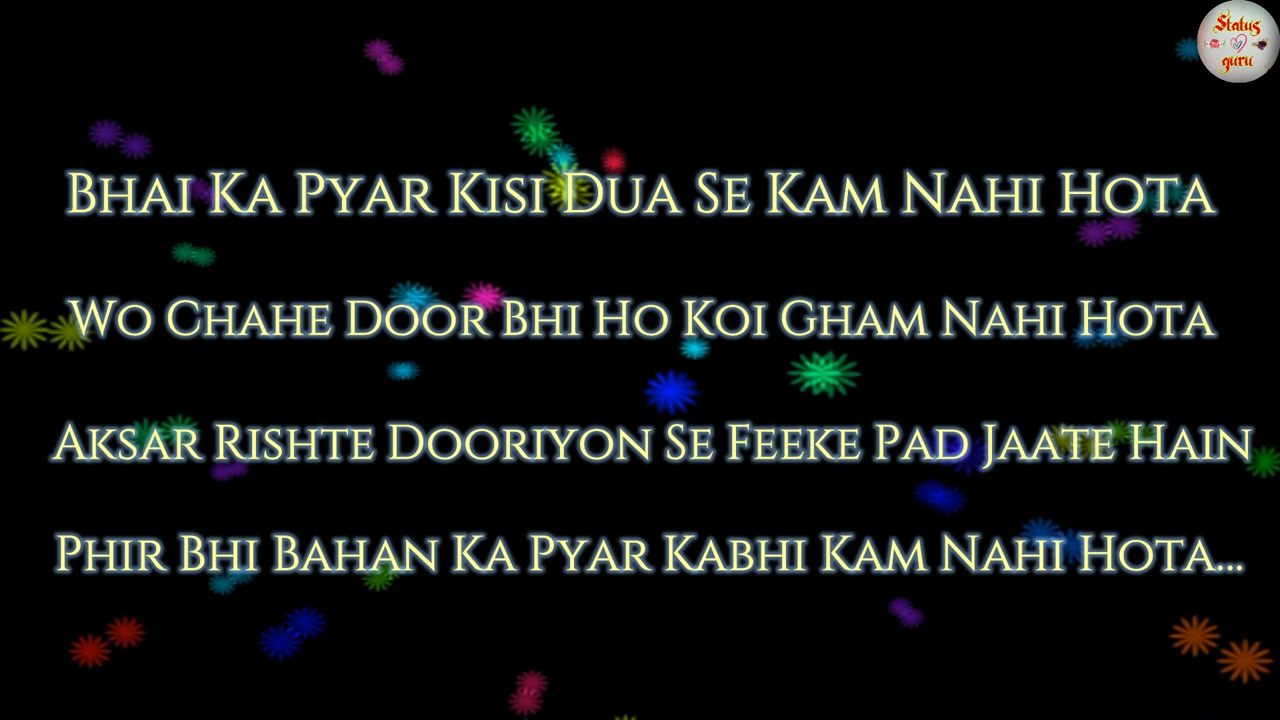 Status
guru
Bhai Ka Pyar Kisi Dua Se Kam Nahi Hota
Wo Chahe Door Bhi Ho Koi Gham Nahi Hota
Aksar Rishte Dooriyon Se Feeke Pad Jaate Hain
Phir Bhi Bahan Ka Pyar Kabhi Kam Nahi Hota...